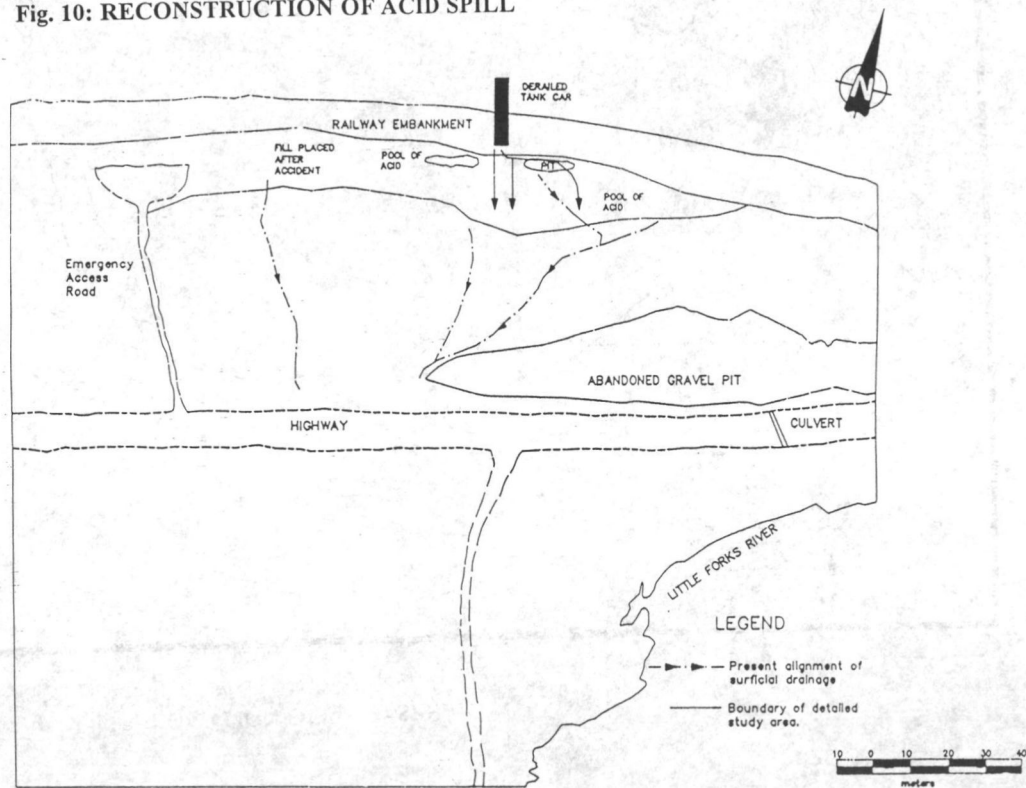 Fig. 10: RECONSTRUCTION OF ACID SPILL
N
DERAILED
TANK CAR
RAILWAY EMBANKMENT
FILL PLACED
AFTER
ACCIDENT
POOL OF
ACID
PIT
POOL OF
ACID
Emergency
Access
Road
ABANDONED GRAVEL PIT
HIGHWAY
CULVERT
LITTLE FORKS RIVER
LEGEND
Present alignment of
surficial drainage
Boundary of detailed
study area.
10 0 10 20 30 40
meters